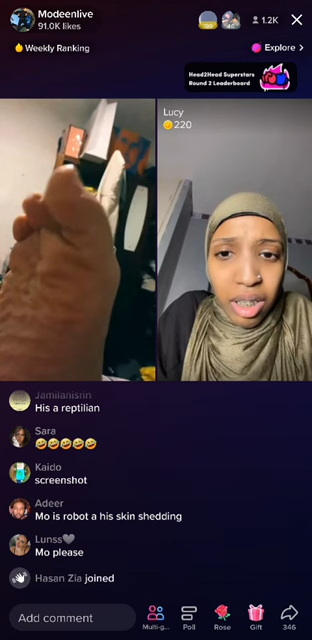 Modeenlive
91.0K likes
1.2K
Weekly Ranking
Explore >
Head2Head Superstars
Round 2 Leaderboard
Lucy
220
Jamilanisrin
His a reptilian
Sara
🤣🤣🤣🤣🤣
Kaido
screenshot
Adeer
Mo is robot a his skin shedding
Lunss🩶
Mo please
Hasan Zia joined
Add comment
Multi-g...
Poll
Rose
Gift
346